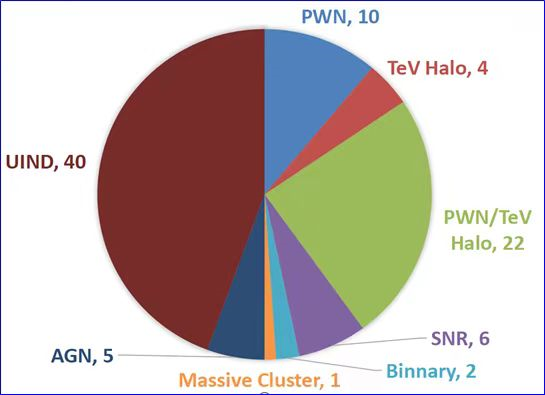 PWN, 10
TeV Halo, 4
UIND, 40
PWN/TeV
Halo, 22
SNR, 6
AGN, 5
Binnary, 2
Massive Cluster, 1